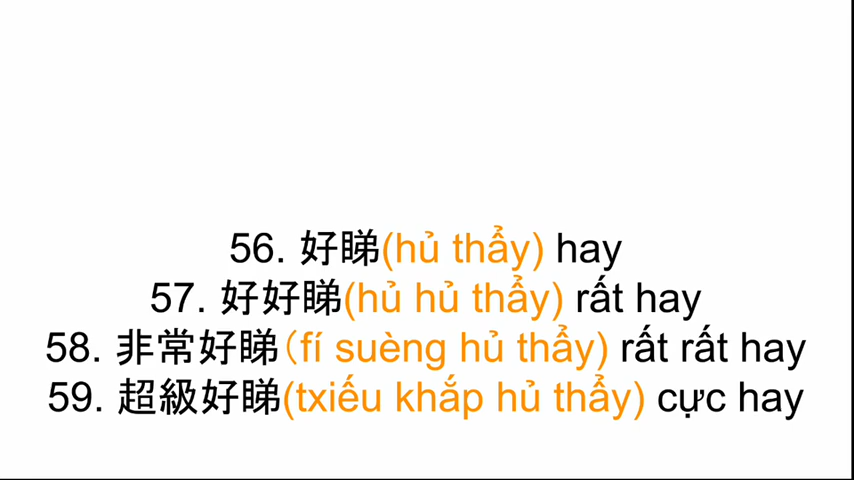 56. 好睇(hủ thẩy) hay
57. 好好睇(hủ hủ thẩy) rất hay
58. 非常好睇（fí suèng hủ thẩy) rất rất hay
59. 超級好睇(txiếu khắp hủ thẩy) cực hay